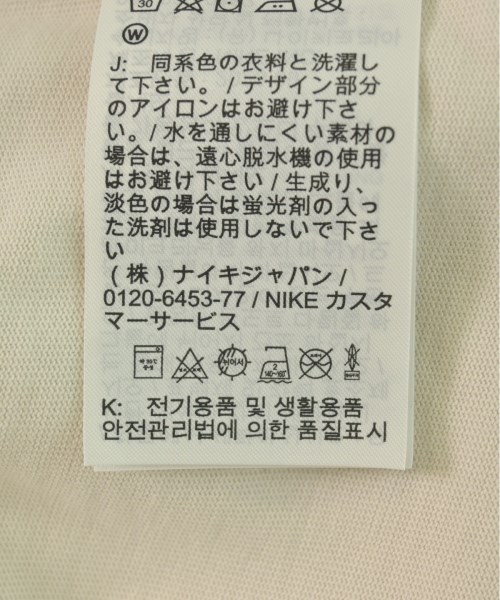 30
W
J: 同系色の衣料と洗濯し
て下さい。/ デザイン部分
のアイロンはお避け下さ
い。/ 水を通しにくい素材の
場合は、遠心脱水機の使用
はお避け下さい / 生成り、
淡色の場合は蛍光剤の入っ
た洗剤は使用しないで下さ
い
(株) ナイキジャパン /
0120-6453-77 / NIKE カスタ
マーサービス
K: 전기용품 및 생활용품
안전관리법에 의한 품질표시